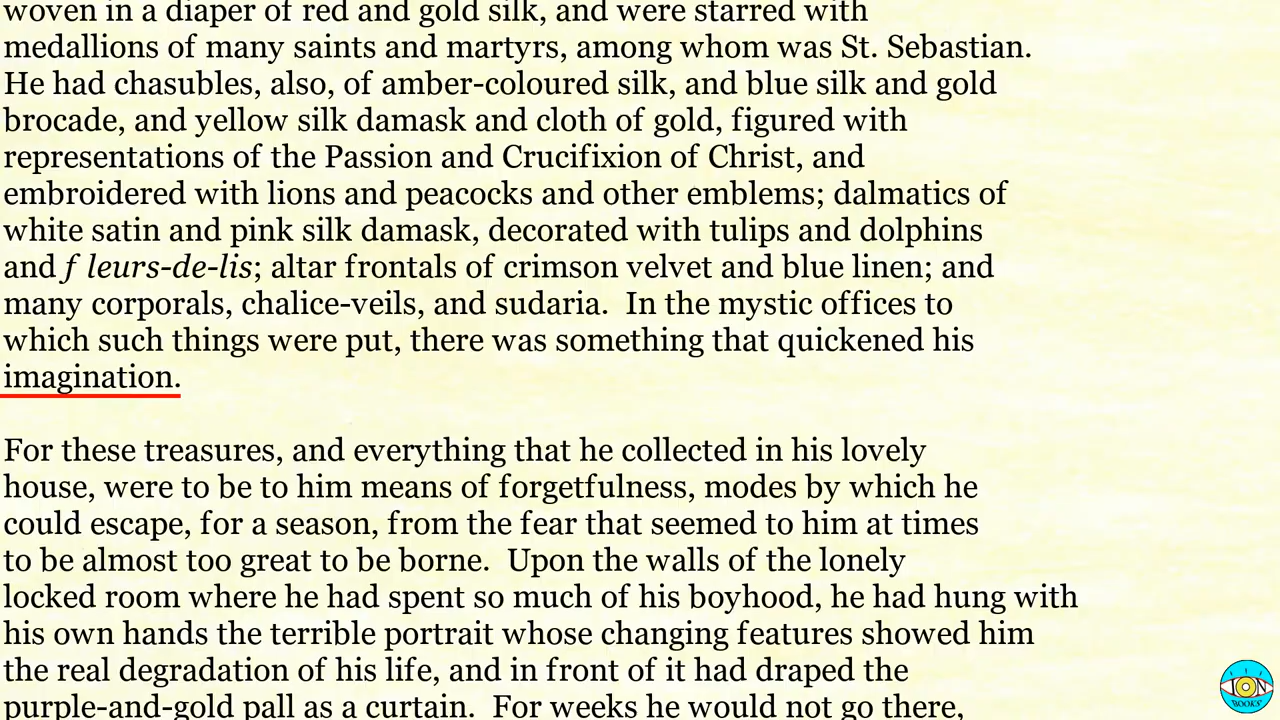 woven in a diaper of red and gold silk, and were starred with
medallions of many saints and martyrs, among whom was St. Sebastian.
He had chasubles, also, of amber-coloured silk, and blue silk and gold
brocade, and yellow silk damask and cloth of gold, figured with
representations of the Passion and Crucifixion of Christ, and
embroidered with lions and peacocks and other emblems; dalmatics of
white satin and pink silk damask, decorated with tulips and dolphins
and f leurs-de-lis; altar frontals of crimson velvet and blue linen; and
many corporals, chalice-veils, and sudaria.  In the mystic offices to
which such things were put, there was something that quickened his
imagination.
For these treasures, and everything that he collected in his lovely
house, were to be to him means of forgetfulness, modes by which he
could escape, for a season, from the fear that seemed to him at times
to be almost too great to be borne.  Upon the walls of the lonely
locked room where he had spent so much of his boyhood, he had hung with
his own hands the terrible portrait whose changing features showed him
the real degradation of his life, and in front of it had draped the
purple-and-gold pall as a curtain.  For weeks he would not go there,
ION
BOOKS